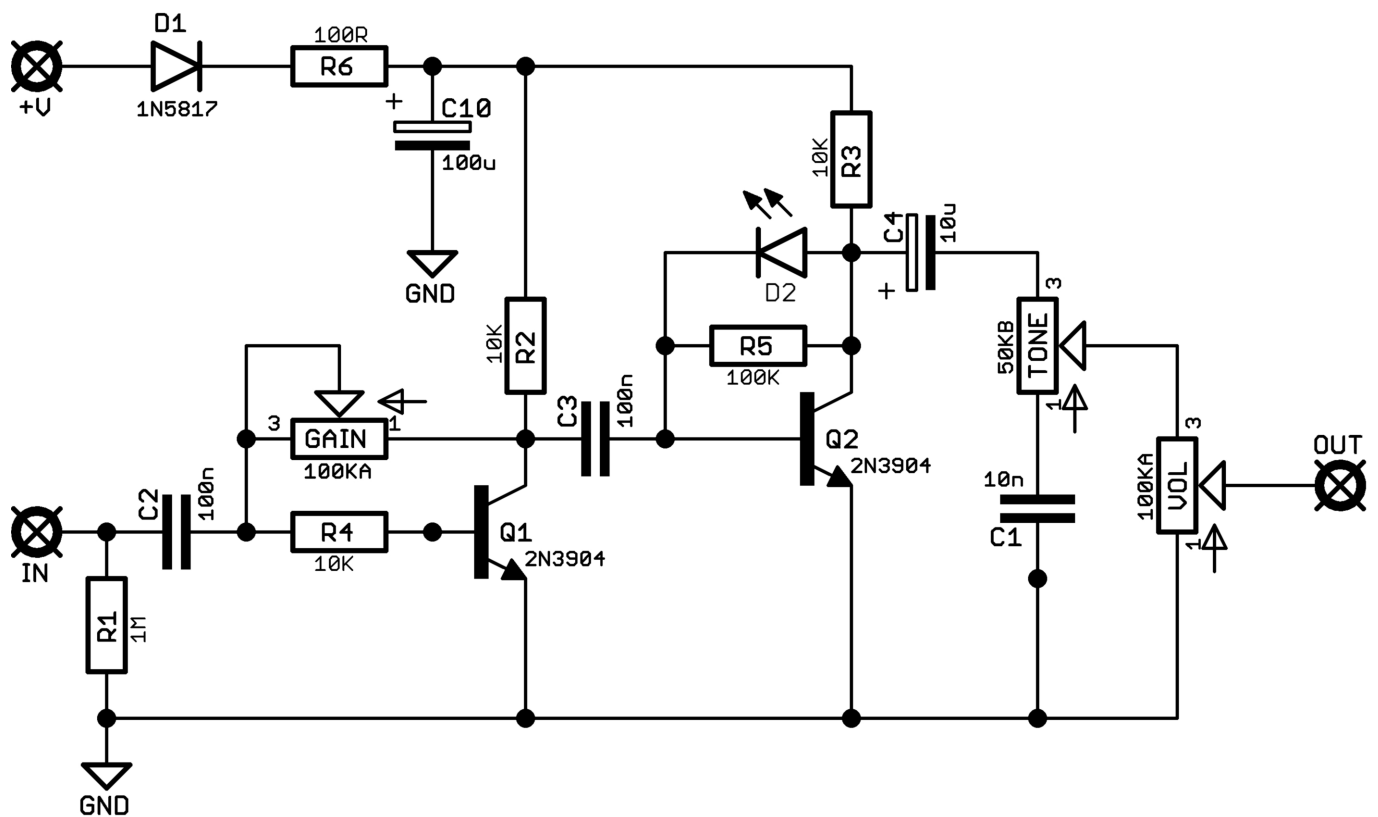 D1
100R
R6
+V
1N5817
+
C10
100u
GND
10K
R3
C4
10u
D2
+
3
50KB
TONE
1
10K
R2
R5
100K
C3
100n
3
GAIN
1
100KA
Q2
2N3904
3
100KA
VOL
1
OUT
C2
100n
10n
C1
IN
R4
10K
Q1
2N3904
R1
1M
GND